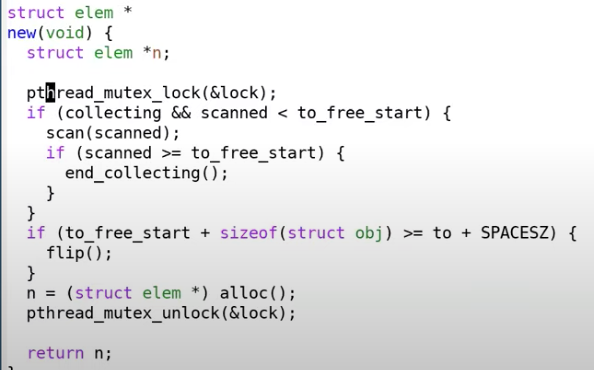 struct elem *
new(void) {
  struct elem *n;

  pthread_mutex_lock(&lock);
  if (collecting && scanned < to_free_start) {
    scan(scanned);
    if (scanned >= to_free_start) {
      end_collecting();
    }
  }
  if (to_free_start + sizeof(struct obj) >= to + SPACESZ) {
    flip();
  }
  n = (struct elem *) alloc();
  pthread_mutex_unlock(&lock);

  return n;
}